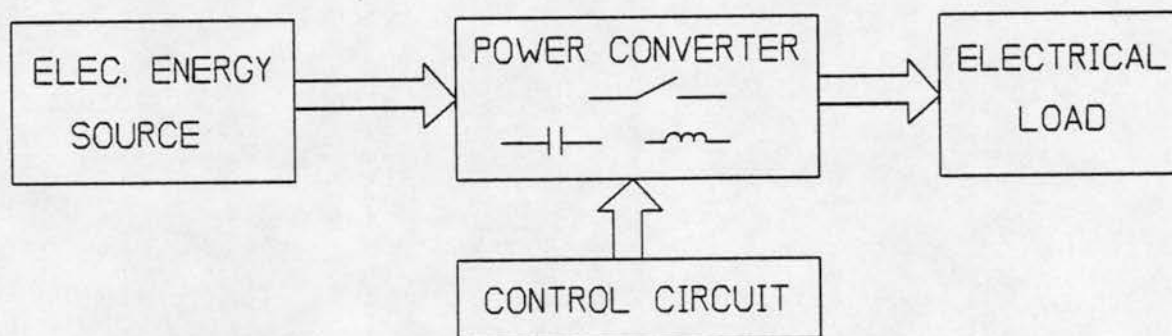 ELEC. ENERGY
SOURCE
POWER CONVERTER
ELECTRICAL
LOAD
CONTROL CIRCUIT